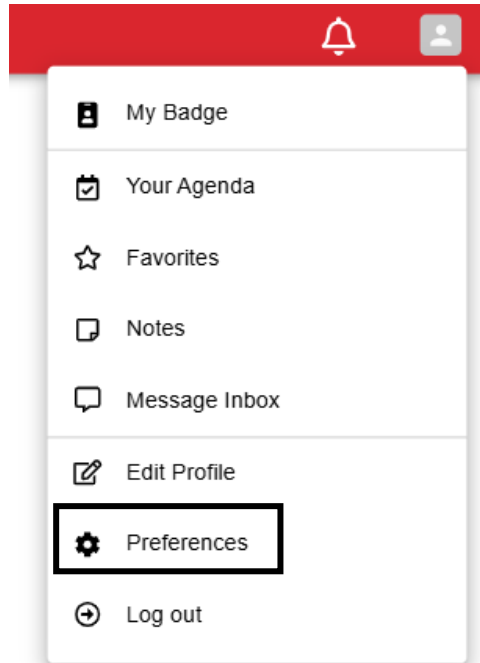 My Badge
Your Agenda
Favorites
Notes
Message Inbox
Edit Profile
Preferences
Log out